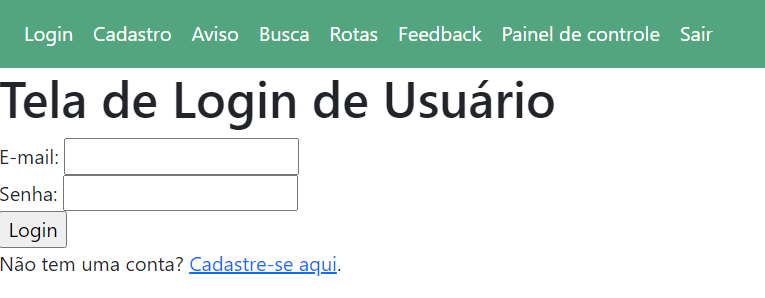 Login Cadastro Aviso Busca Rotas Feedback Painel de controle Sair
Tela de Login de Usuário
E-mail:
Senha:
Login
Não tem uma conta? Cadastre-se aqui.